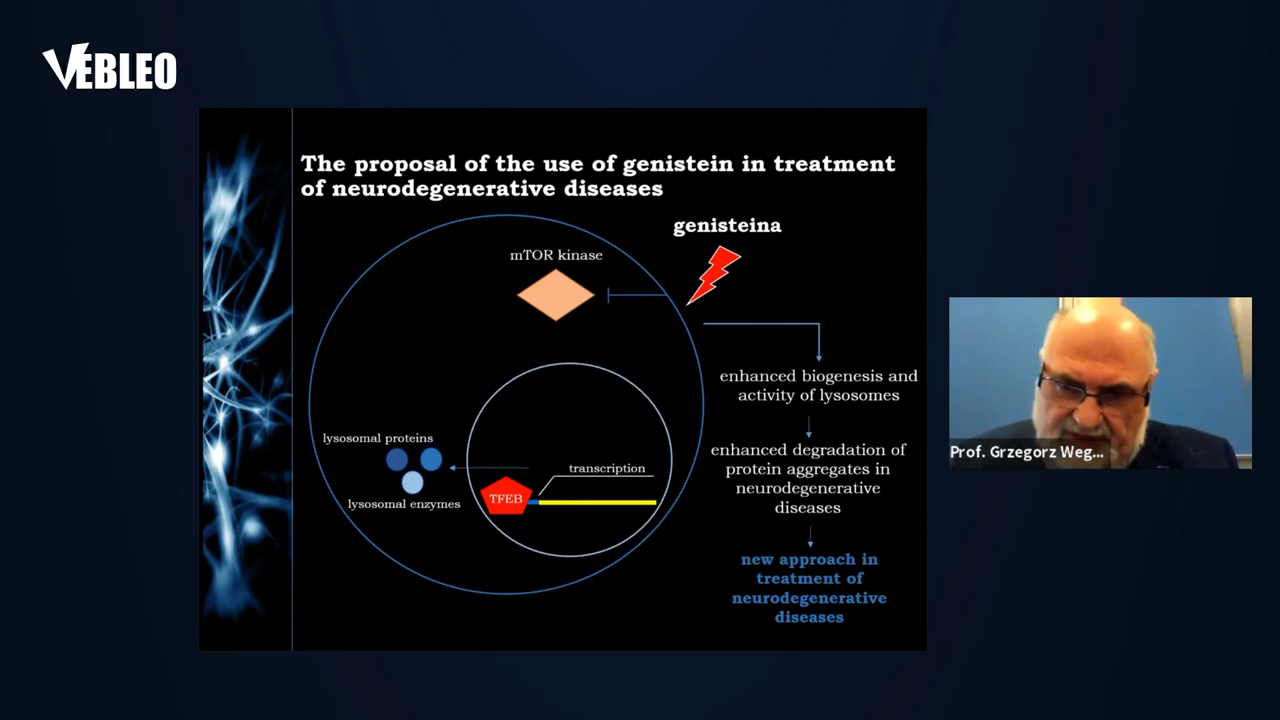 VEBLEO
The proposal of the use of genistein in treatment
of neurodegenerative diseases
genisteina
mTOR kinase
enhanced biogenesis and
activity of lysosomes
lysosomal proteins
enhanced degradation of
protein aggregates in
neurodegenerative
diseases
transcription
TFEB
lysosomal enzymes
new approach in
treatment of
neurodegenerative
diseases
Prof. Grzegorz Weg...